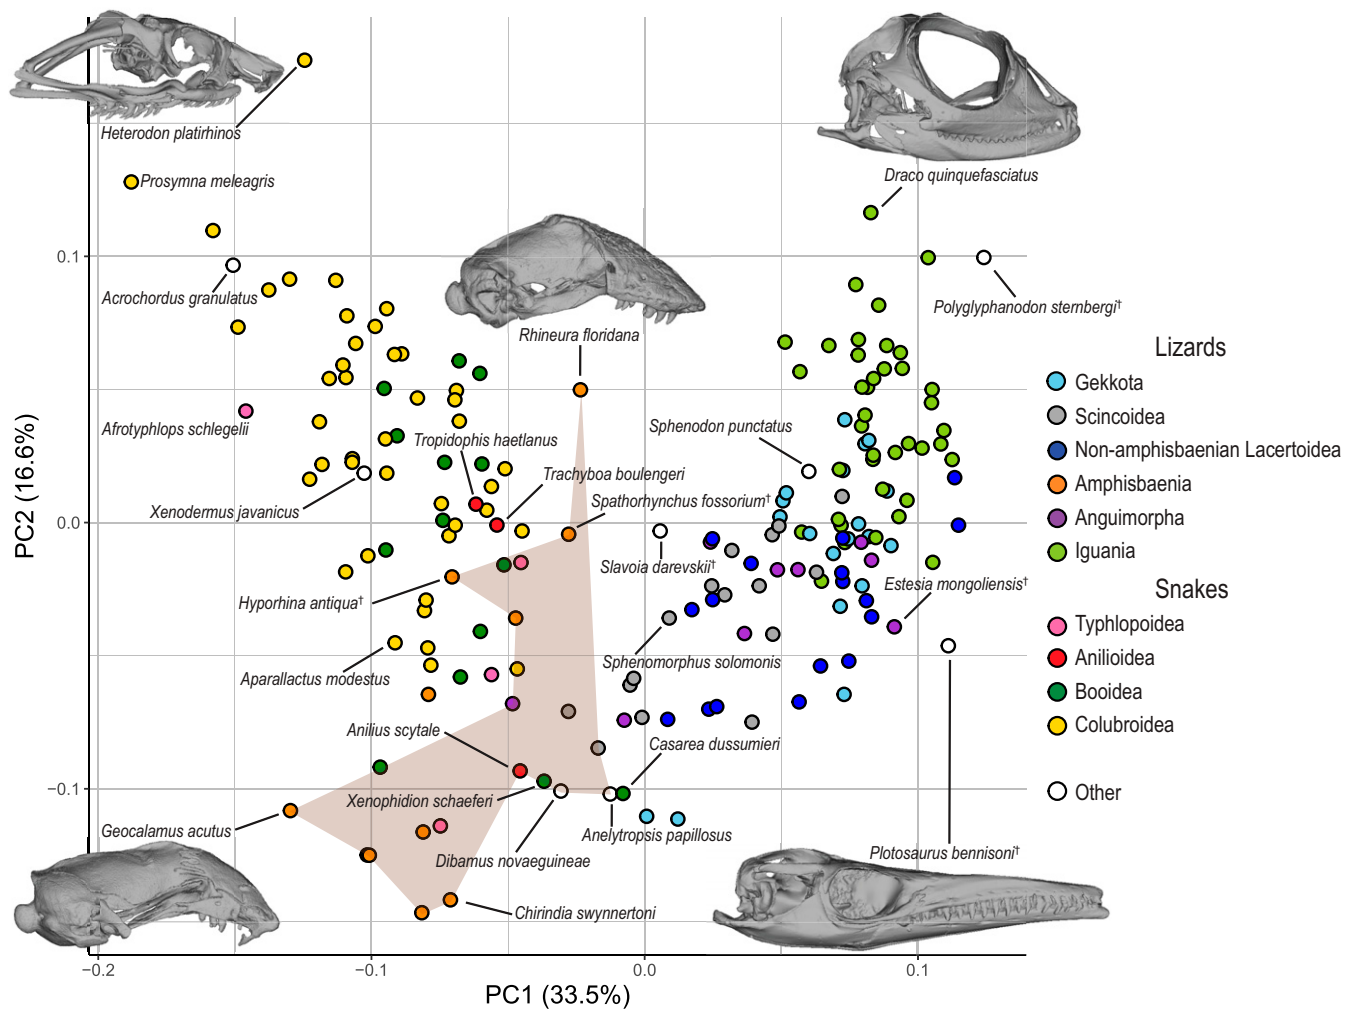 Heterodon platirhinos
Prosymna meleagris
Draco quinquefasciatus
0.1
Acrochordus granulatus
Polyglyphanodon sternbergi†
Rhineura floridana
Lizards
Gekkota
Scincoidea
Non-amphisbaenian Lacertoidea
Amphisbaenia
Anguimorpha
Iguania
Snakes
Typhlopoidea
Anilioidea
Booidea
Colubroidea
Other
Afrotyphlops schlegelii
Tropidophis haetlanus
Sphenodon punctatus
Trachyboa boulengeri
Xenodermus javanicus
Spathorhynchus fossorium†
PC2 (16.6%)
0.0
Slavoia darevskii†
Estesia mongoliensis†
Hyporhina antiqua†
Sphenomorphus solomonis
Aparallactus modestus
Anilius scytale
Casarea dussumieri
−0.1
Xenophidion schaeferi
Geocalamus acutus
Anelytropsis papillosus
Dibamus novaeguineae
Plotosaurus bennisoni†
Chirindia swynnertoni
−0.2
−0.1
0.0
0.1
PC1 (33.5%)